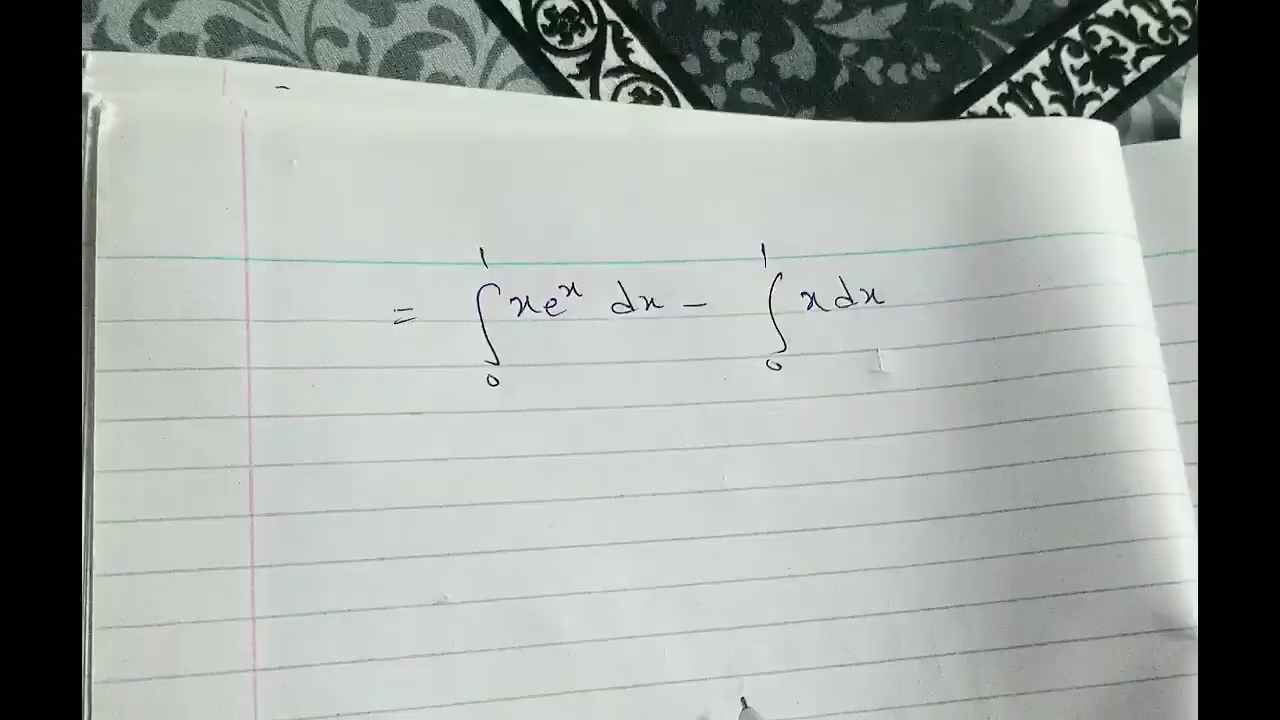 = ∫₀¹ xeˣ dx - ∫₀¹ x dx